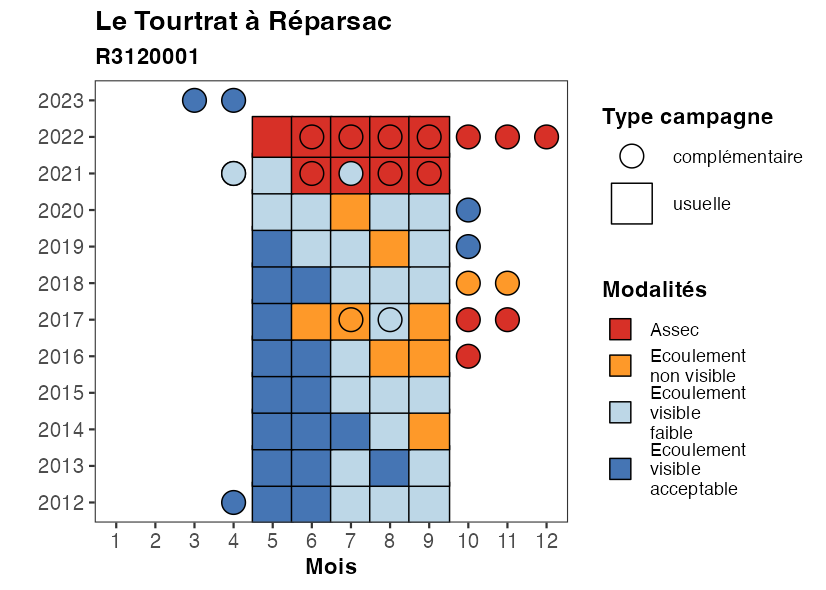 Le Tourtrat à Réparsac
R3120001
2023
2022
2021
2020
2019
2018
2017
2016
2015
2014
2013
2012
1 2 3 4 5 6 7 8 9 10 11 12
Mois
Type campagne
complémentaire
usuelle
Modalités
Assec
Ecoulement
non visible
Ecoulement
visible
faible
Ecoulement
visible
acceptable